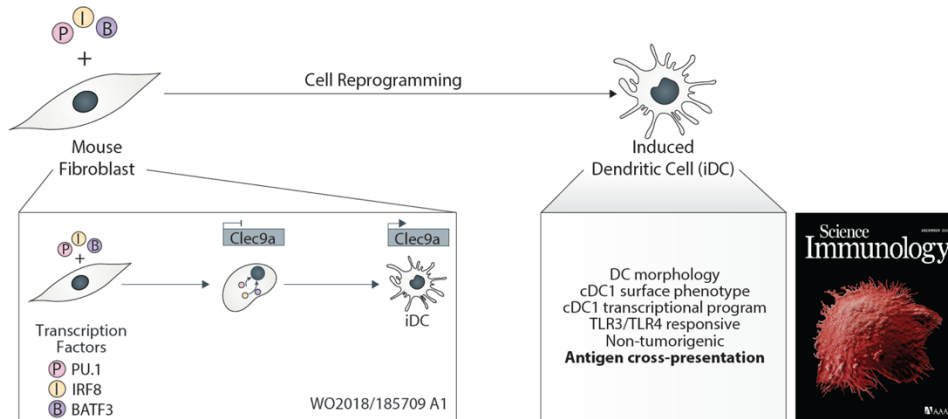 P I B
+
Cell Reprogramming
Mouse
Fibroblast
Induced
Dendritic Cell (iDC)
Clec9a
Clec9a
P I B
+
iDC
Transcription
Factors
P PU.1
I IRF8
B BATF3
WO2018/185709 A1
DC morphology
cDC1 surface phenotype
cDC1 transcriptional program
TLR3/TLR4 responsive
Non-tumorigenic
Antigen cross-presentation
Science
Immunology